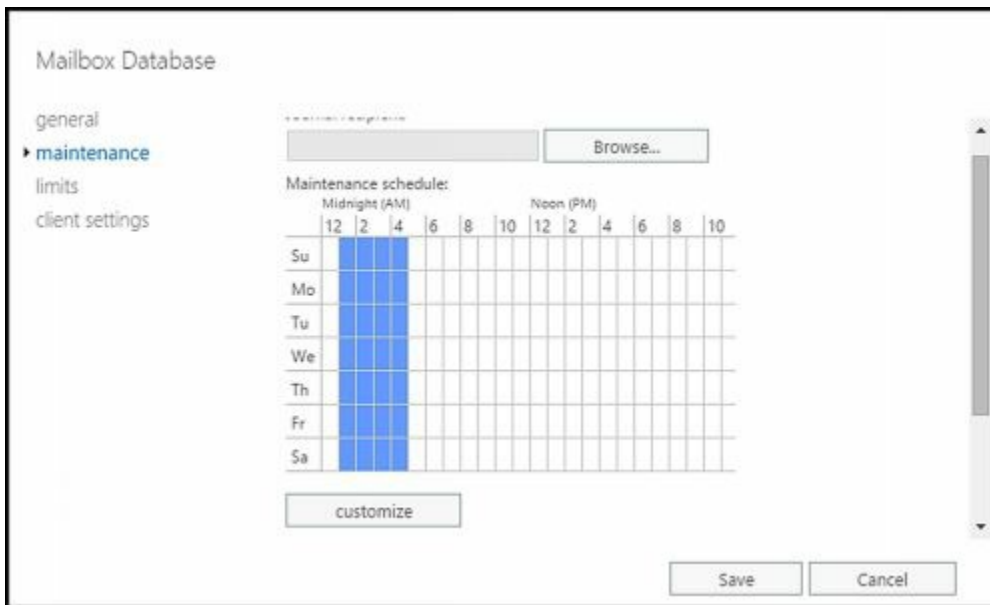 Mailbox Database
general
maintenance
limits
client settings
Browse...
Maintenance schedule:
Midnight (AM) Noon (PM)
12 2 4 6 8 10 12 2 4 6 8 10
Su
Mo
Tu
We
Th
Fr
Sa
customize
Save Cancel